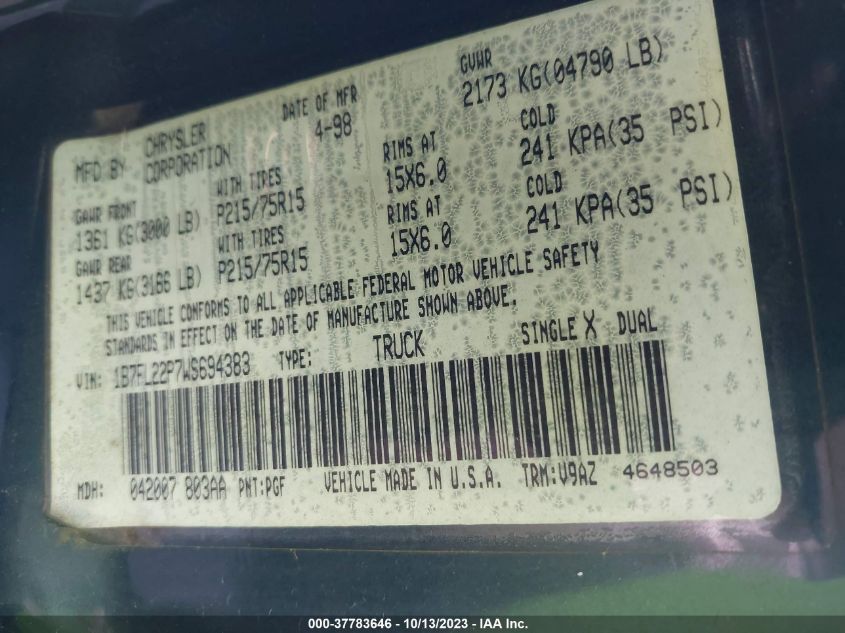 MFD BY CHRYSLER CORPORATION DATE OF MFR 4-98 GVWR 2173 KG(04790 LB)
GAWR FRONT 1361 KG(3000 LB) WITH TIRES P215/75R15 RIMS AT 15X6.0 COLD 241 KPA(35 PSI)
GAWR REAR 1437 KG(3166 LB) WITH TIRES P215/75R15 RIMS AT 15X6.0 COLD 241 KPA(35 PSI)
THIS VEHICLE CONFORMS TO ALL APPLICABLE FEDERAL MOTOR VEHICLE SAFETY
STANDARDS IN EFFECT ON THE DATE OF MANUFACTURE SHOWN ABOVE.
VIN: 1B7FL22P7WS694383 TYPE: TRUCK SINGLE X DUAL
MDH: 042007 803AA PNT:PGF VEHICLE MADE IN U.S.A. TRM:V9AZ 4648503
000-37783646 - 10/13/2023 - IAA Inc.